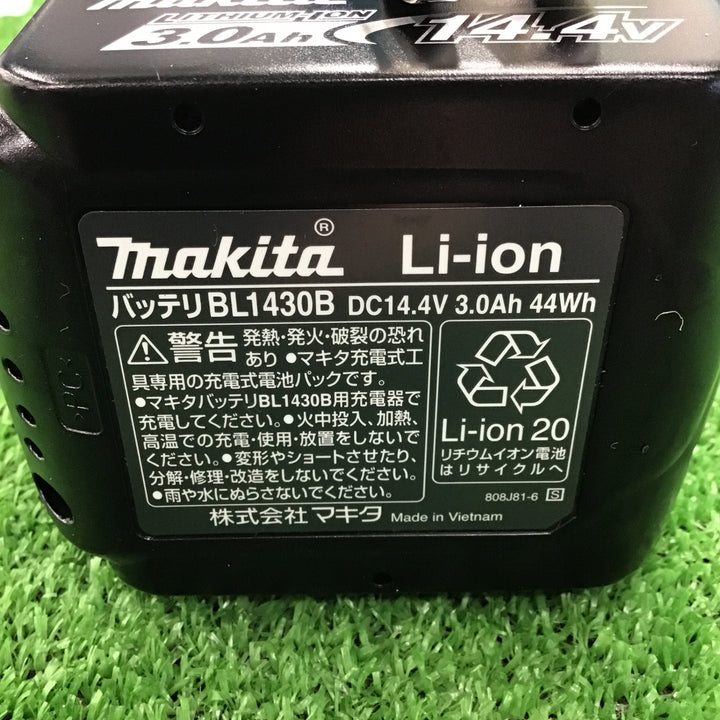 makita
LITHIUM-ION
3.0Ah 14.4V
makita® Li-ion
バッテリBL1430B DC14.4V 3.0Ah 44Wh
警告 発熱・発火・破裂の恐れ
あり ●マキタ充電式工
具専用の充電式電池パックです。
●マキタバッテリBL1430B用充電器で
充電してください。●火中投入、加熱、
高温での充電・使用・放置をしないで
ください。●変形やショートさせたり、
分解・修理・改造をしないでください。
●雨や水にぬらさないでください。
Li-ion 20
リチウムイオン電池
はリサイクルへ
808J81-6 S
株式会社 マキタ Made in Vietnam